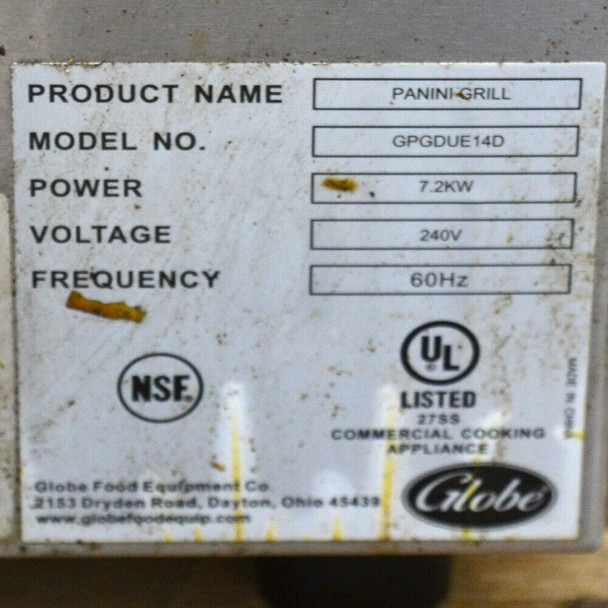 PRODUCT NAME PANINI GRILL
MODEL NO. GPGDUE14D
POWER 7.2KW
VOLTAGE 240V
FREQUENCY 60Hz
NSF®
UL®
LISTED
27SS
COMMERCIAL COOKING
APPLIANCE
MADE IN CHINA
Globe Food Equipment Co.
2153 Dryden Road, Dayton, Ohio 45439
www.globefoodequip.com
Globe